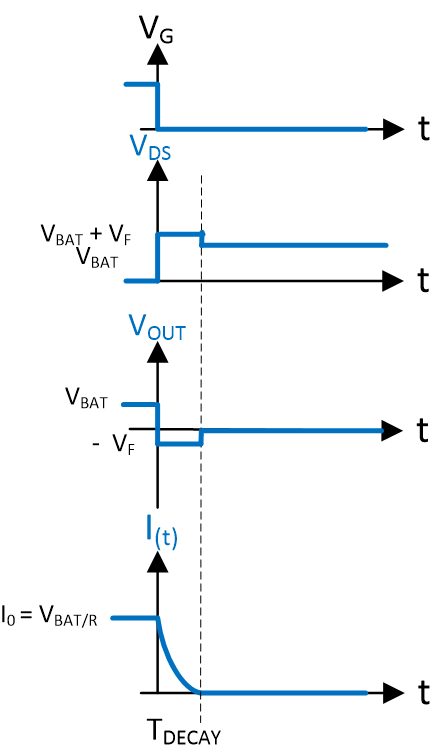 VG
t
VDS
VBAT + VF
VBAT
t
VOUT
VBAT
- VF
t
I(t)
I0 = VBAT/R
t
TDECAY